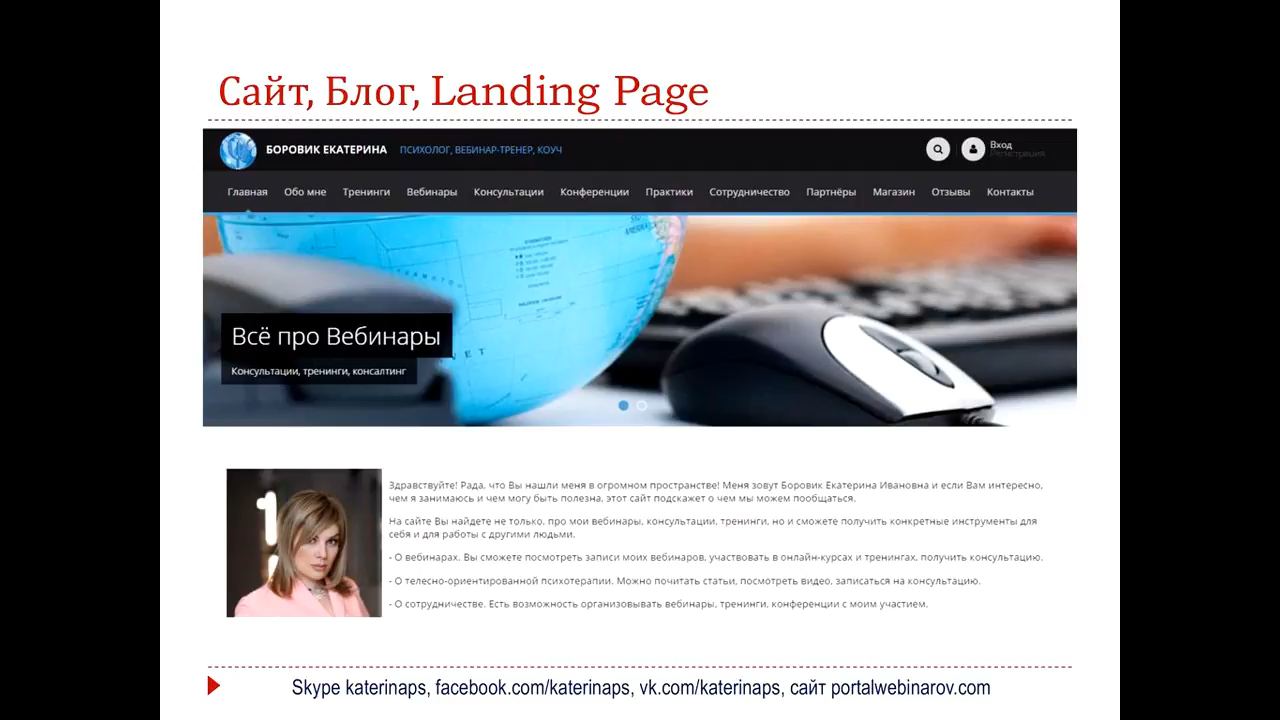 Сайт, Блог, Landing Page
БОРОВИК ЕКАТЕРИНА ПСИХОЛОГ, ВЕБИНАР-ТРЕНЕР, КОУЧ
Вход
Регистрация
Главная Обо мне Тренинги Вебинары Консультации Конференции Практики Сотрудничество Партнёры Магазин Отзывы Контакты
Всё про Вебинары
Консультации, тренинги, консалтинг
Здравствуйте! Рада, что Вы нашли меня в огромном пространстве! Меня зовут Боровик Екатерина Ивановна и если Вам интересно,
чем я занимаюсь и чем могу быть полезна, этот сайт подскажет о чем мы можем пообщаться.
На сайте Вы найдете не только, про мои вебинары, консультации, тренинги, но и сможете получить конкретные инструменты для
себя и для работы с другими людьми.
- О вебинарах. Вы сможете посмотреть записи моих вебинаров, участвовать в онлайн-курсах и тренингах, получить консультацию.
- О телесно-ориентированной психотерапии. Можно почитать статьи, посмотреть видео, записаться на консультацию.
- О сотрудничестве. Есть возможность организовывать вебинары, тренинги, конференции с моим участием.
Skype katerinaps, facebook.com/katerinaps, vk.com/katerinaps, сайт portalwebinarov.com